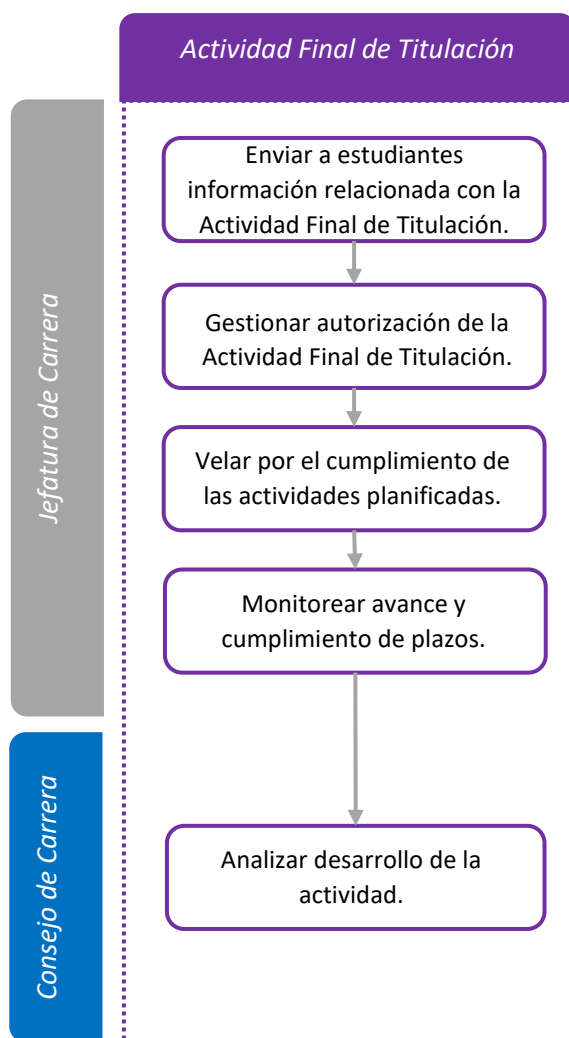 Actividad Final de Titulación
Jefatura de Carrera
Enviar a estudiantes
información relacionada con la
Actividad Final de Titulación.
Gestionar autorización de la
Actividad Final de Titulación.
Velar por el cumplimiento de
las actividades planificadas.
Monitorear avance y
cumplimiento de plazos.
Consejo de Carrera
Analizar desarrollo de la
actividad.